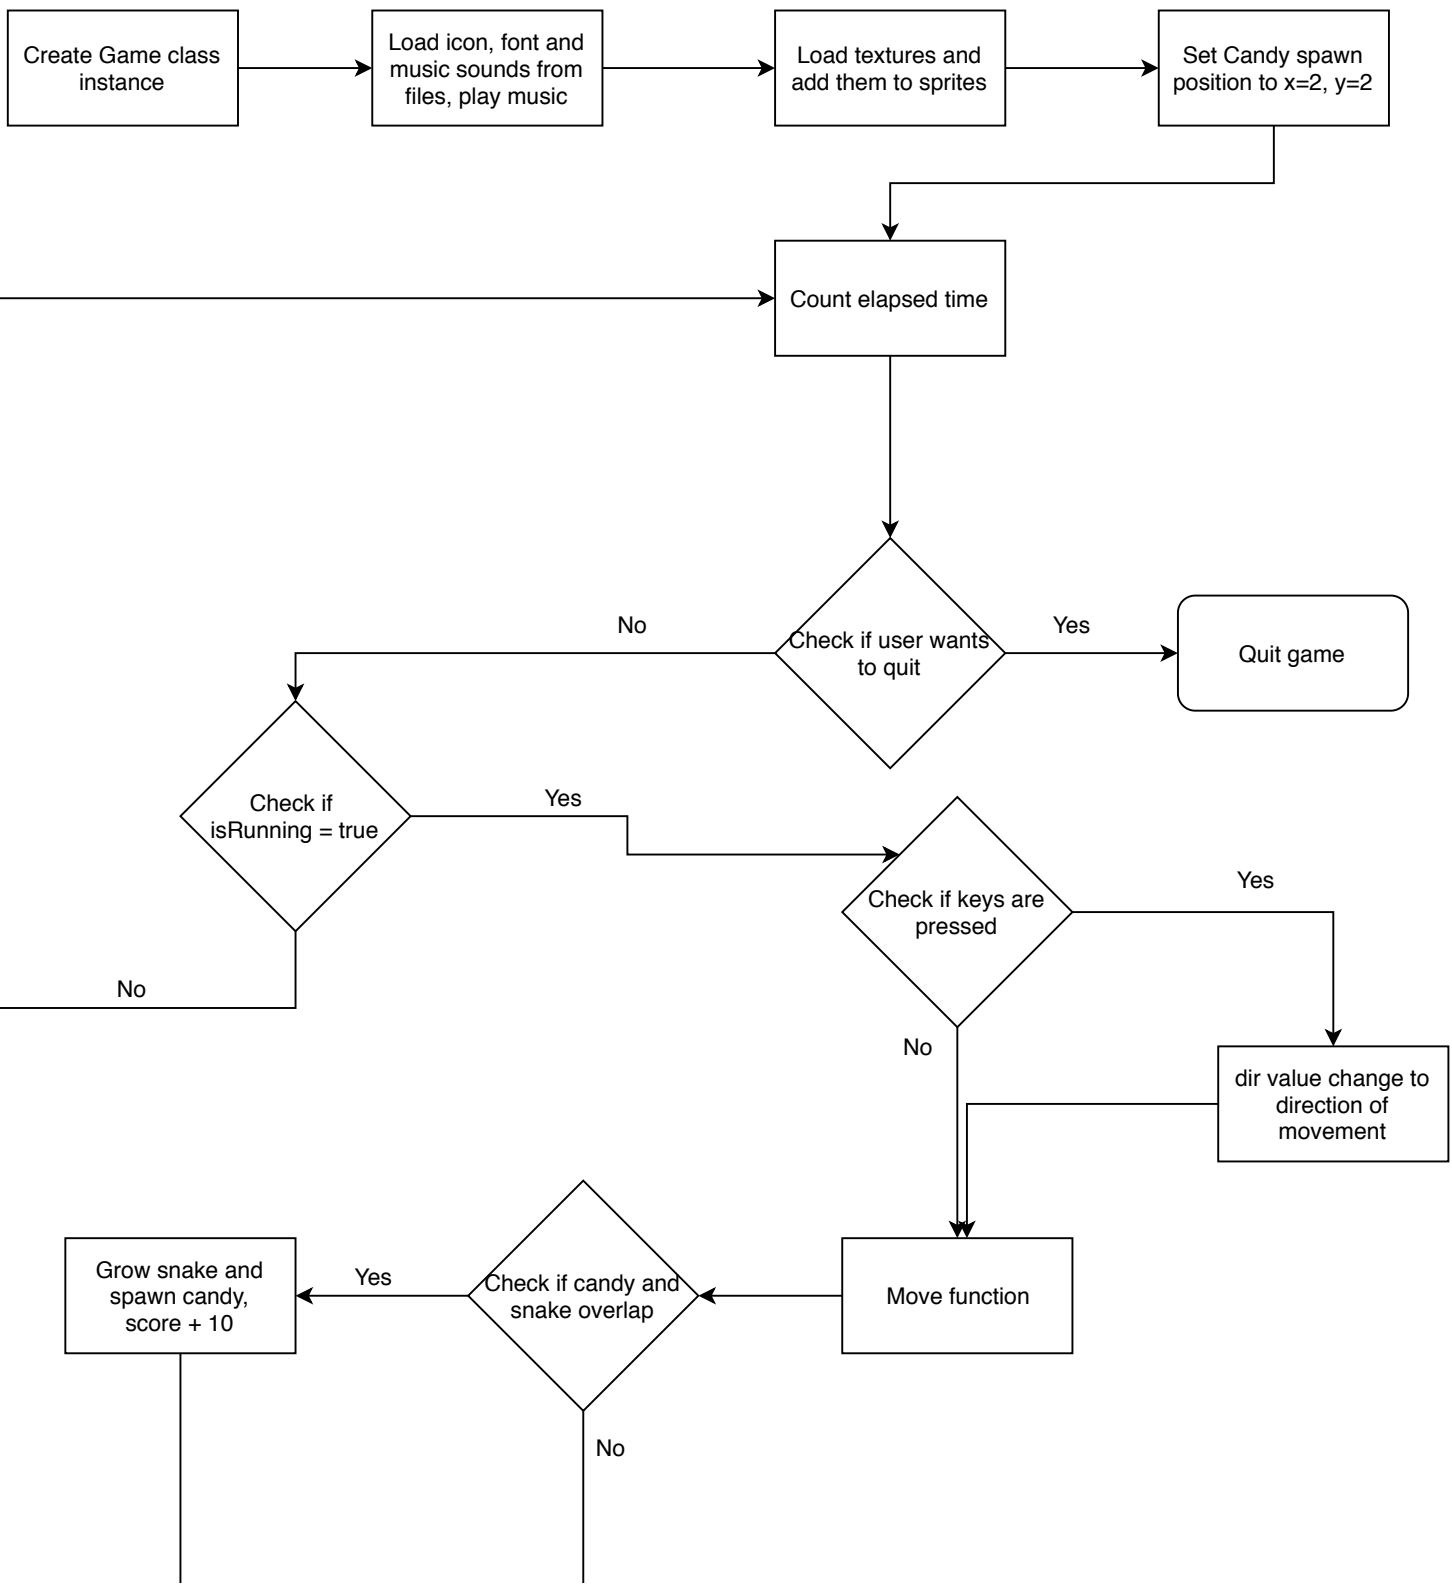 Create Game class
instance
Load icon, font and
music sounds from
files, play music
Load textures and
add them to sprites
Set Candy spawn
position to x=2, y=2
Count elapsed time
No
Check if user wants
to quit
Yes
Quit game
Check if
isRunning = true
Yes
Check if keys are
pressed
Yes
No
No
dir value change to
direction of
movement
Grow snake and
spawn candy,
score + 10
Yes
Check if candy and
snake overlap
Move function
No